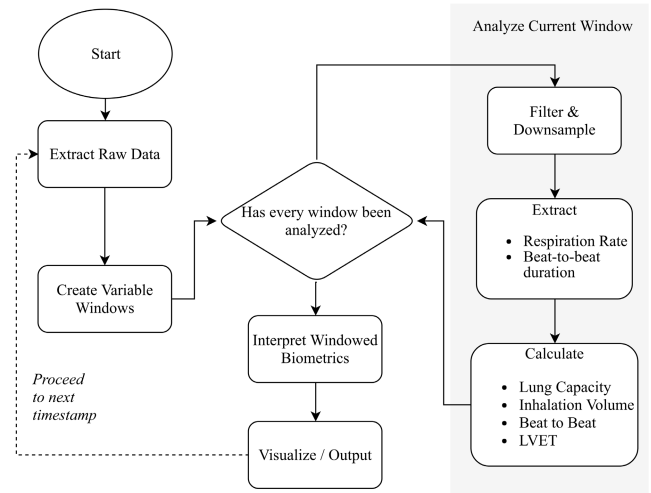 Analyze Current Window
Start
Filter &
Downsample
Extract Raw Data
Has every window been
analyzed?
Extract
• Respiration Rate
• Beat-to-beat
duration
Create Variable
Windows
Interpret Windowed
Biometrics
Calculate
• Lung Capacity
• Inhalation Volume
• Beat to Beat
• LVET
Proceed
to next
timestamp
Visualize / Output